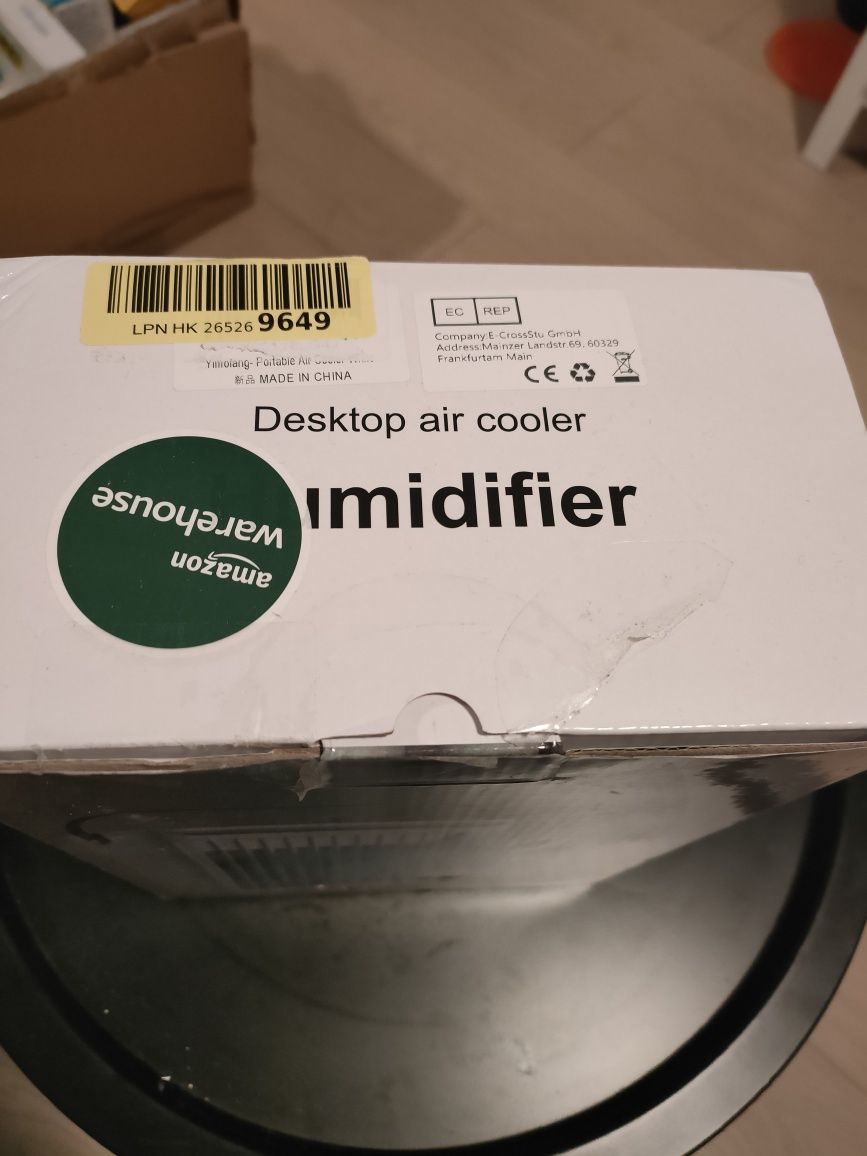 LPN HK 26526 9649
Portable Air Cooler
新品 MADE IN CHINA
EC REP
Company:E-CrossStu GmbH
Address:Mainzer Landstr.69, 60329
Frankfurtam Main
CE
Desktop air cooler
umidifier
amazon
warehouse